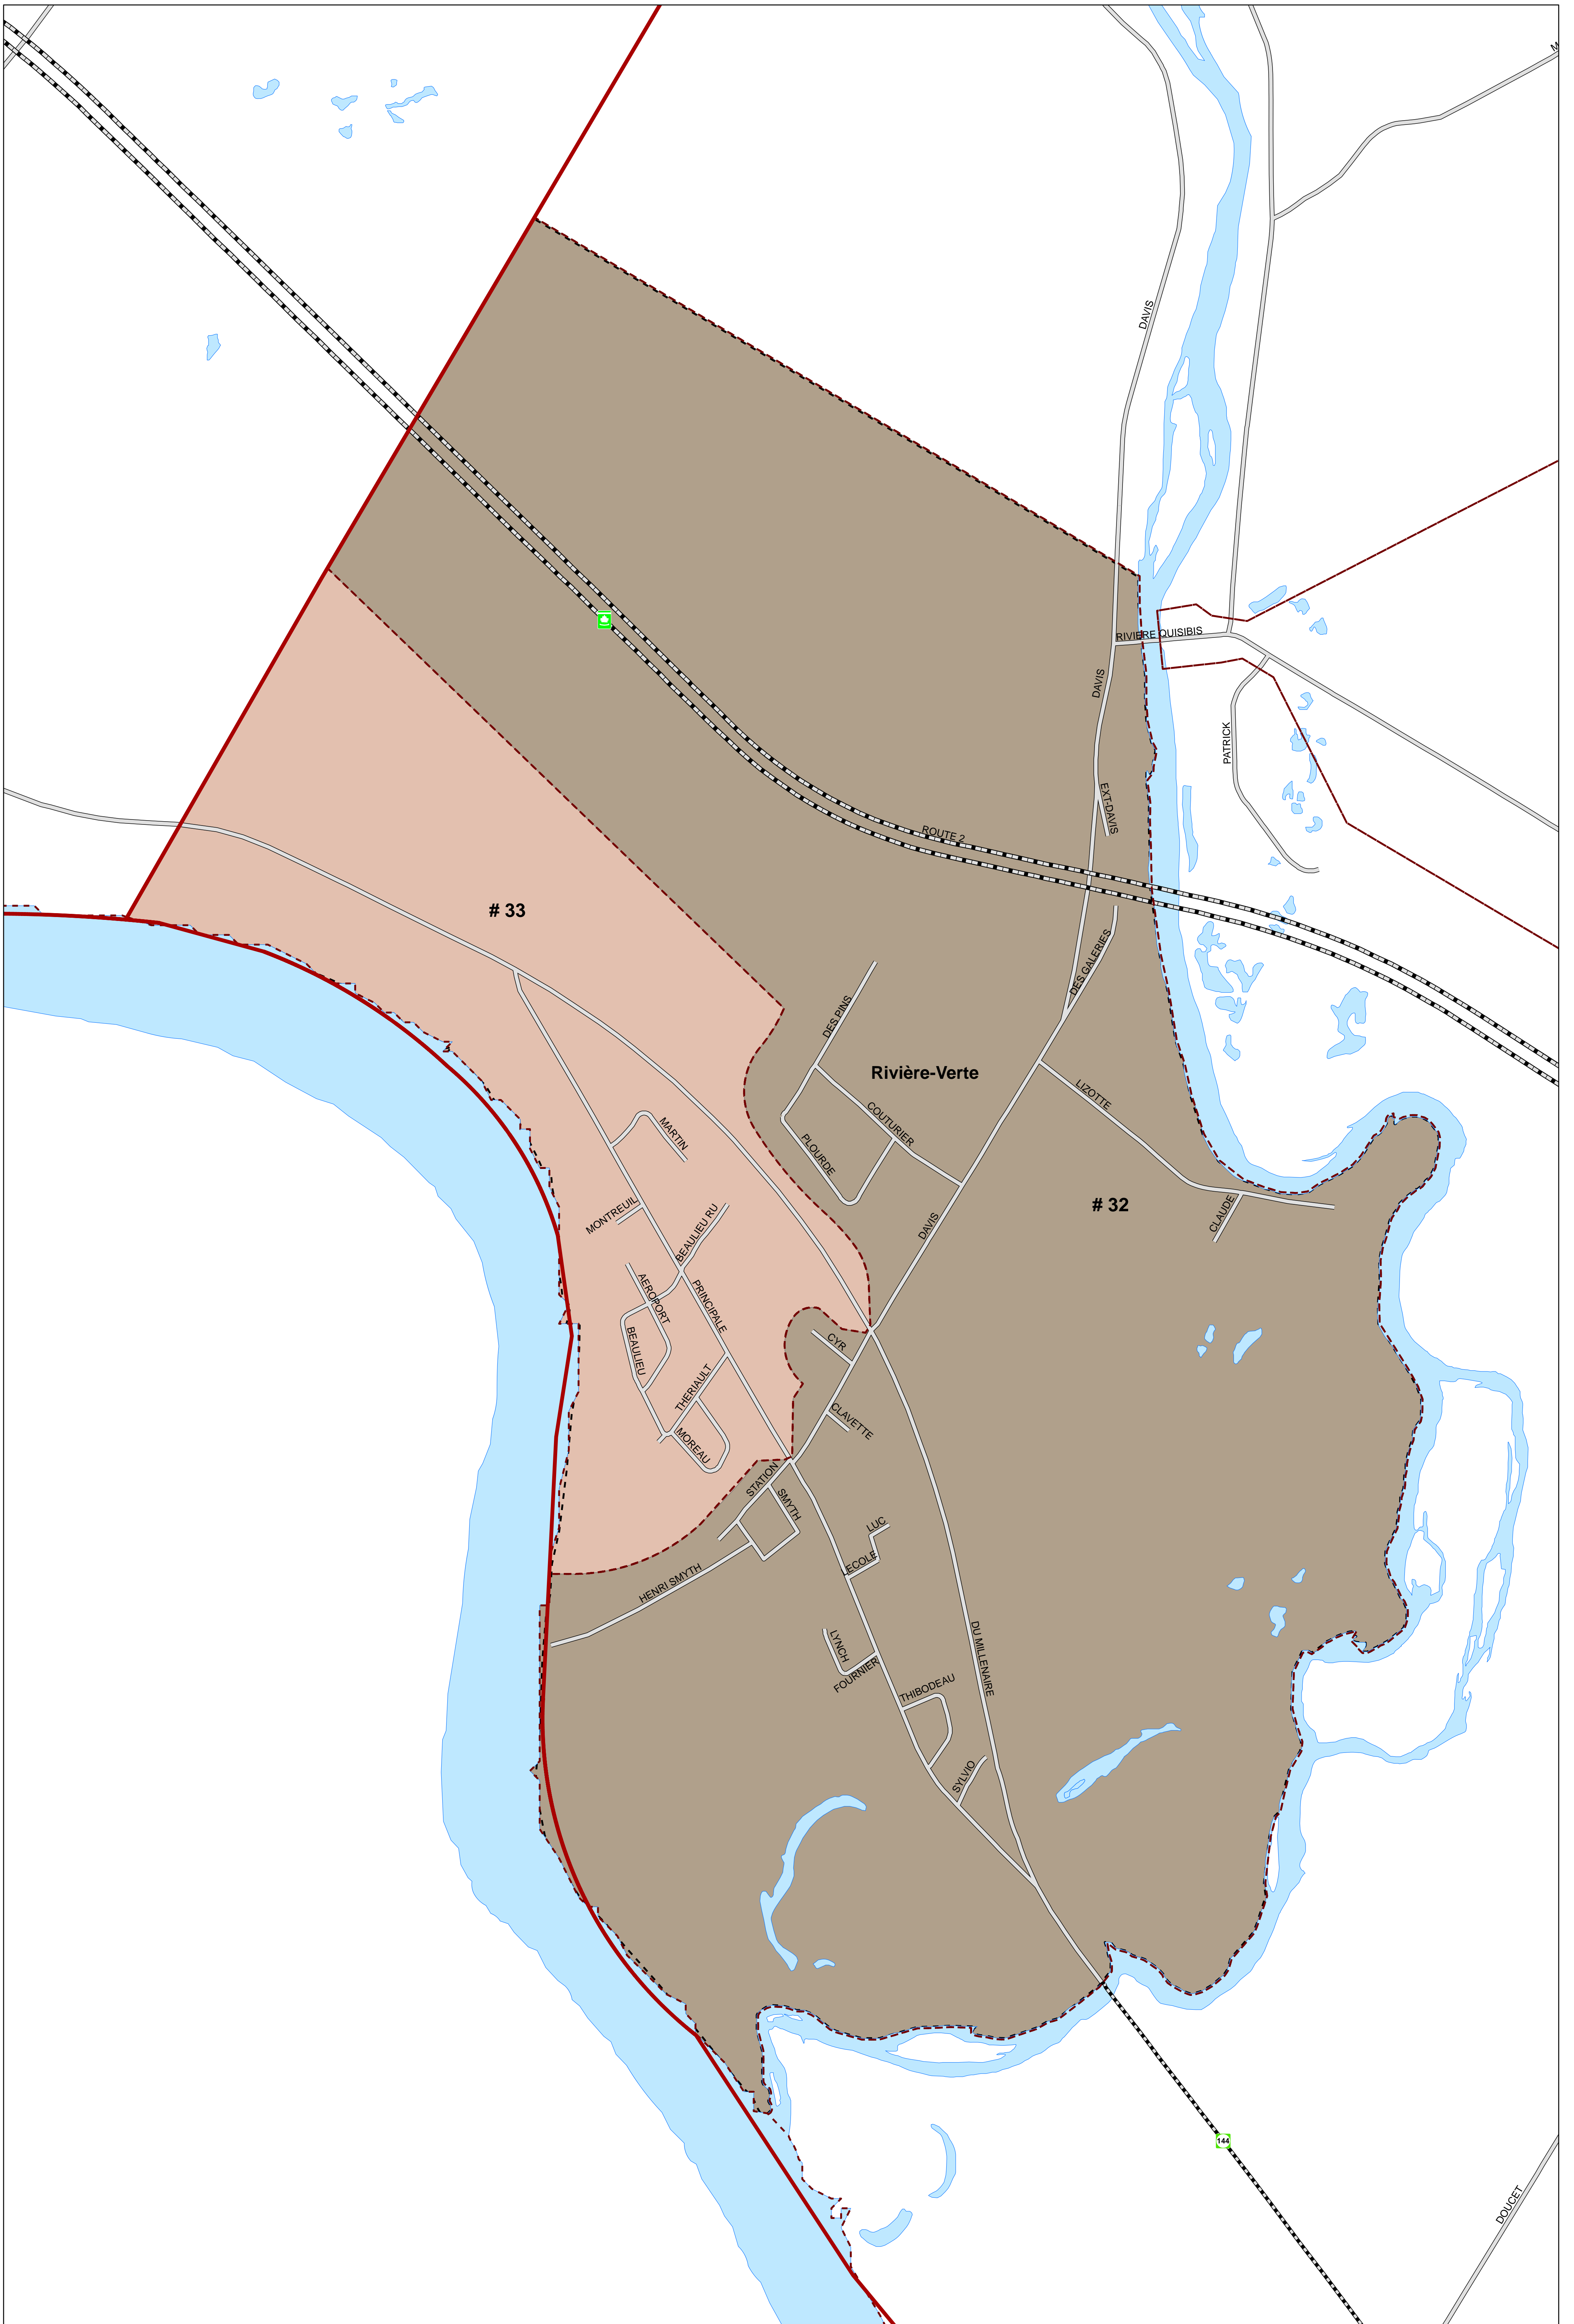 M
DAVIS
RIVIERE QUISIBIS
DAVIS
PATRICK
EXT-DAVIS
ROUTE 2
# 33
DES GALERIES
DES PINS
Rivière-Verte
LIZOTTE
COUTURIER
MARTIN
PLOURDE
MONTREUIL
BEAULIEU RU
DAVIS
# 32
CLAUDE
AEROPORT
PRINCIPALE
BEAULIEU
CYR
THERIAULT
CLAVETTE
MOREAU
STATION
SMYTH
LUC
ECOLE
HENRI SMYTH
LYNCH
FOURNIER
DU MILLENAIRE
THIBODEAU
SYLVIO
144
DOUCET